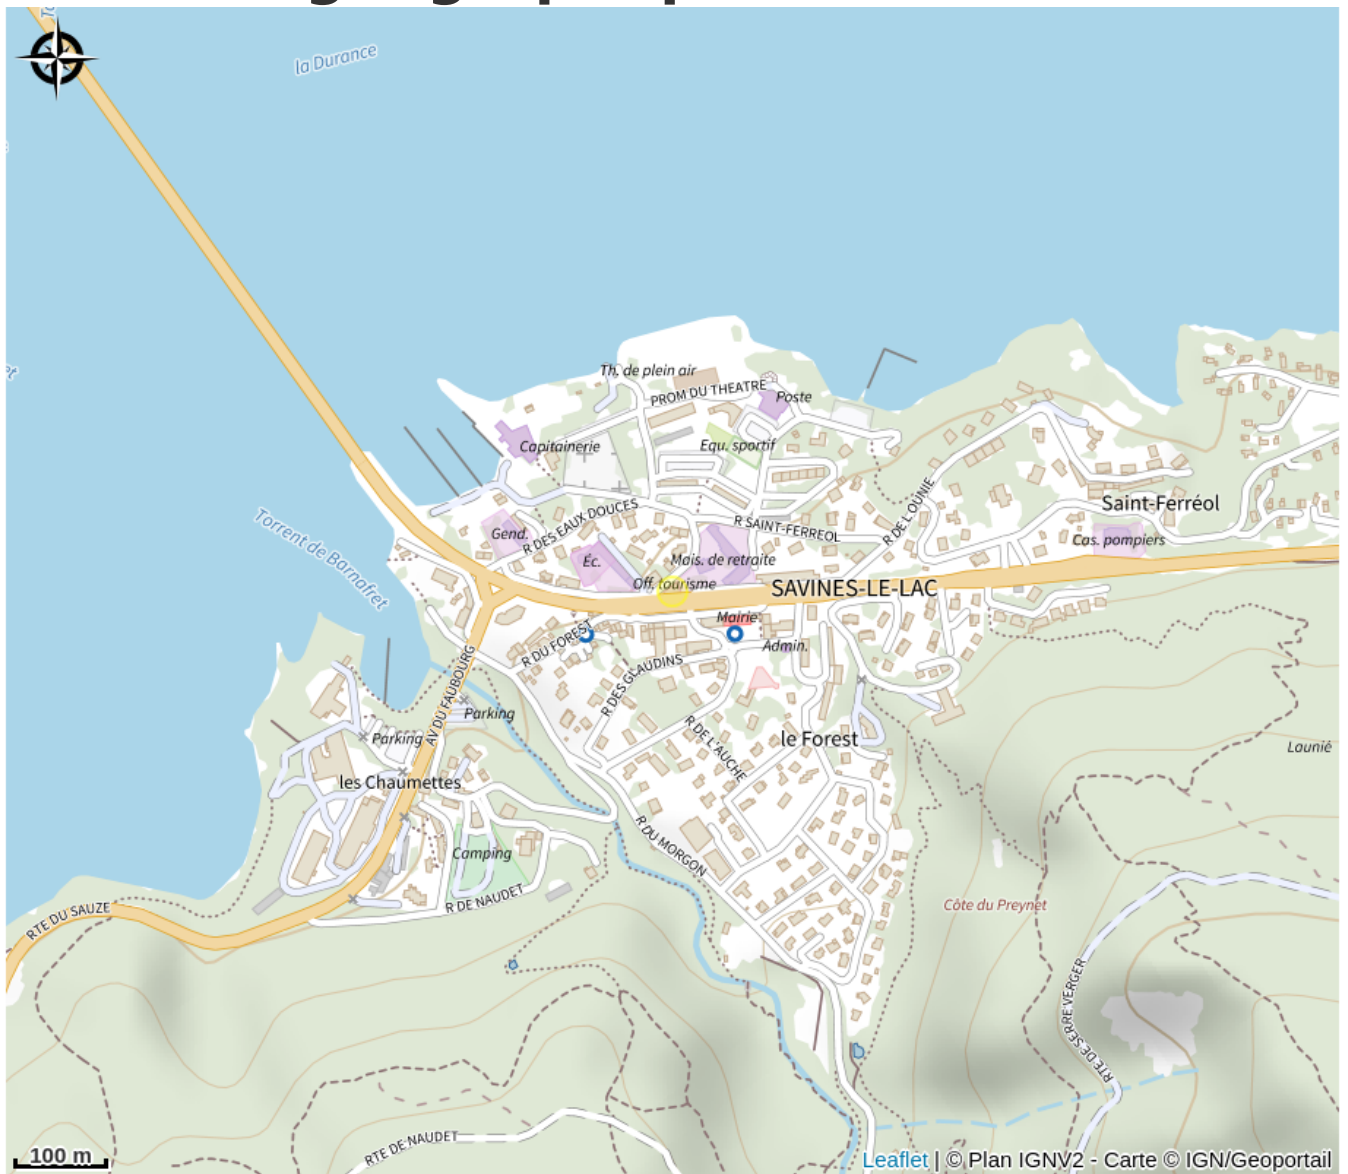 la Durance
Th. de plein air
PROM DU THEATRE
Poste
Capitainerie
Equ. sportif
Saint-Ferréol
R DES EAUX DOUCES
R SAINT-FERREOL
R DE L'OUNIE
Torrent de Barnafret
Gend.
Cas. pompiers
Éc.
Mais. de retraite
Off. tourisme
SAVINES-LE-LAC
Mairie
R DU FOREST
Admin.
R DES GLAUDINS
AV DU FAUBOURG
Parking
Parking
R DE L'AUCHE
le Forest
Launié
les Chaumettes
R DU MORGON
Camping
R DE NAUDET
Côte du Preynet
RTE DU SAUZE
RTE DE SERRE VERGER
RTE DE NAUDET
100 m
Leaflet | © Plan IGNV2 - Carte © IGN/Geoportail